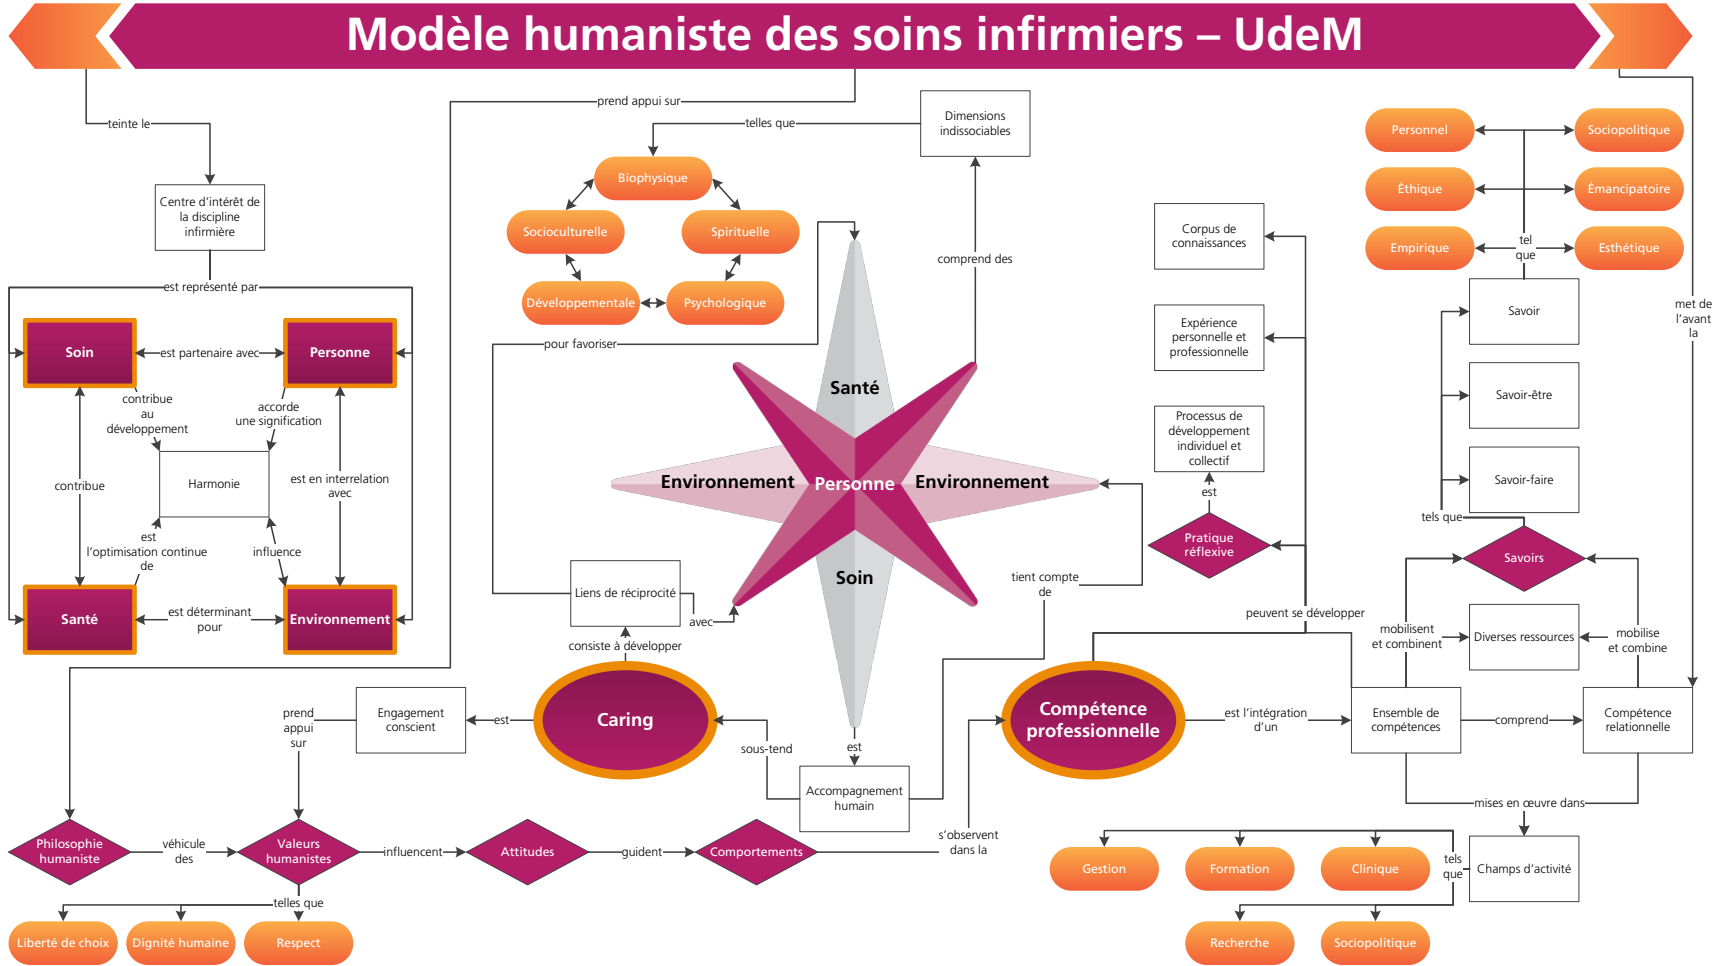 Modèle humaniste des soins infirmiers – UdeM
teinte le
Centre d’intérêt de
la discipline
infirmière
est représenté par
Soin
est partenaire avec
Personne
contribue
au
développement
accorde
une signification
contribue
Harmonie
est en interrelation
avec
est
l’optimisation continue
de
influence
Santé
est déterminant
pour
Environnement
prend appui sur
telles que
Dimensions
indissociables
Biophysique
Socioculturelle
Spirituelle
Développementale
Psychologique
comprend des
pour favoriser
Santé
Environnement
Personne
Environnement
Soin
Liens de réciprocité
avec
consiste à développer
Caring
est
Engagement
conscient
prend
appui
sur
sous-tend
est
Accompagnement
humain
tient compte
de
Philosophie
humaniste
véhicule
des
Valeurs
humanistes
influencent
Attitudes
guident
Comportements
s’observent
dans la
telles que
Liberté de choix
Dignité humaine
Respect
Corpus de
connaissances
Expérience
personnelle et
professionnelle
Processus de
développement
individuel et
collectif
est
Pratique
réflexive
peuvent se développer
Compétence
professionnelle
est l’intégration
d’un
Ensemble de
compétences
comprend
Compétence
relationnelle
Personnel
Sociopolitique
Éthique
Émancipatoire
Empirique
tel
que
Esthétique
Savoir
met de
l’avant
la
Savoir-être
Savoir-faire
tels que
Savoirs
mobilisent
et combinent
Diverses ressources
mobilise
et combine
mises en œuvre dans
Champs d’activité
tels
que
Gestion
Formation
Clinique
Recherche
Sociopolitique